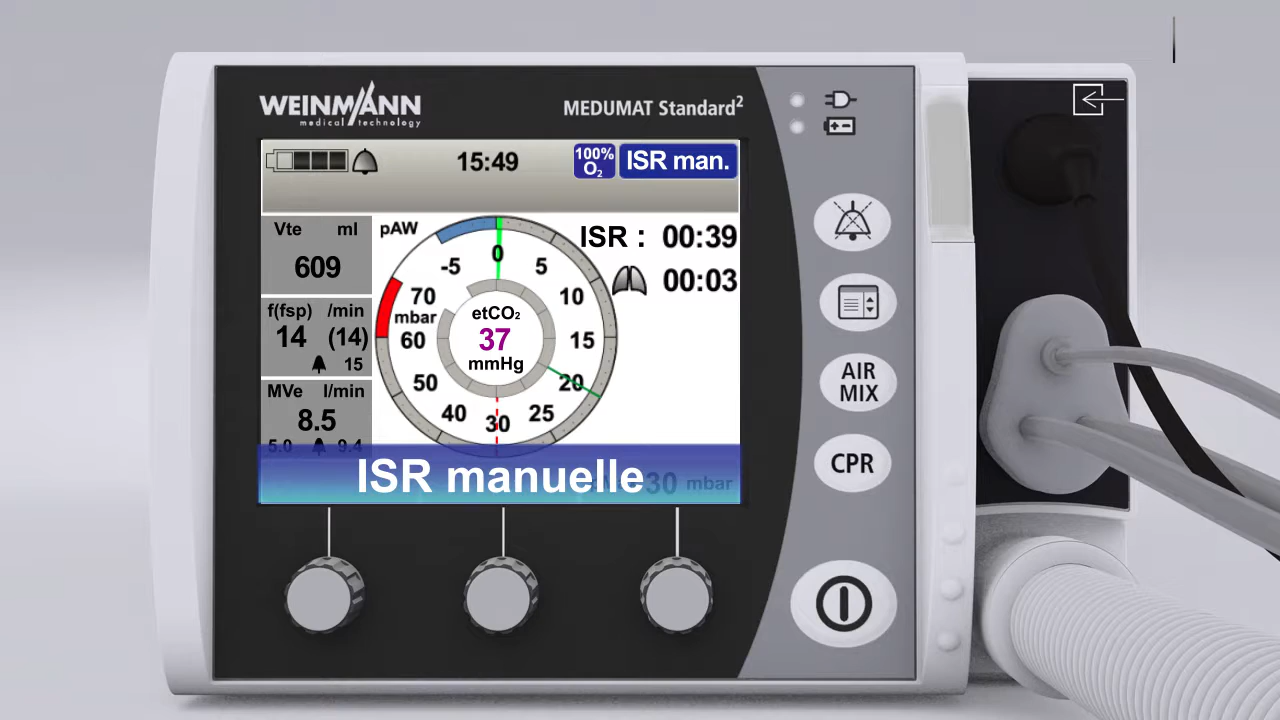 WEINMANN
medical technology
MEDUMAT Standard²
15:49
100%
O₂
ISR man.
Vte ml
609
f(fsp) /min
14 (14)
15
MVe l/min
8.5
5.0 9.4
pAW
-5
0
5
10
15
20
25
30
40
50
60
70
mbar
etCO₂
37
mmHg
ISR : 00:39
00:03
ISR manuelle
30 mbar
AIR
MIX
CPR